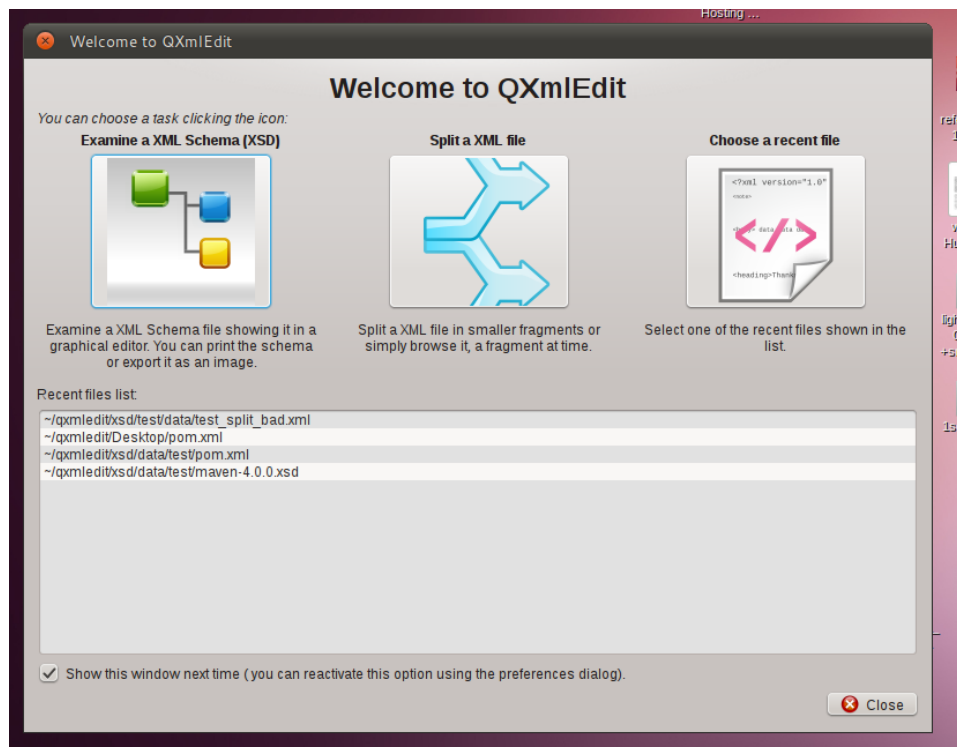 Hosting ...
Welcome to QXmlEdit
Welcome to QXmlEdit
You can choose a task clicking the icon:
Examine a XML Schema (XSD)
Split a XML file
Choose a recent file
<?xml version="1.0"
</>
<heading>Thank
Examine a XML Schema file showing it in a
graphical editor. You can print the schema
or export it as an image.
Split a XML file in smaller fragments or
simply browse it, a fragment at time.
Select one of the recent files shown in the
list.
Recent files list:
~/qxmledit/xsd/test/data/test_split_bad.xml
~/qxmledit/Desktop/pom.xml
~/qxmledit/xsd/data/test/pom.xml
~/qxmledit/xsd/data/test/maven-4.0.0.xsd
Show this window next time (you can reactivate this option using the preferences dialog).
Close